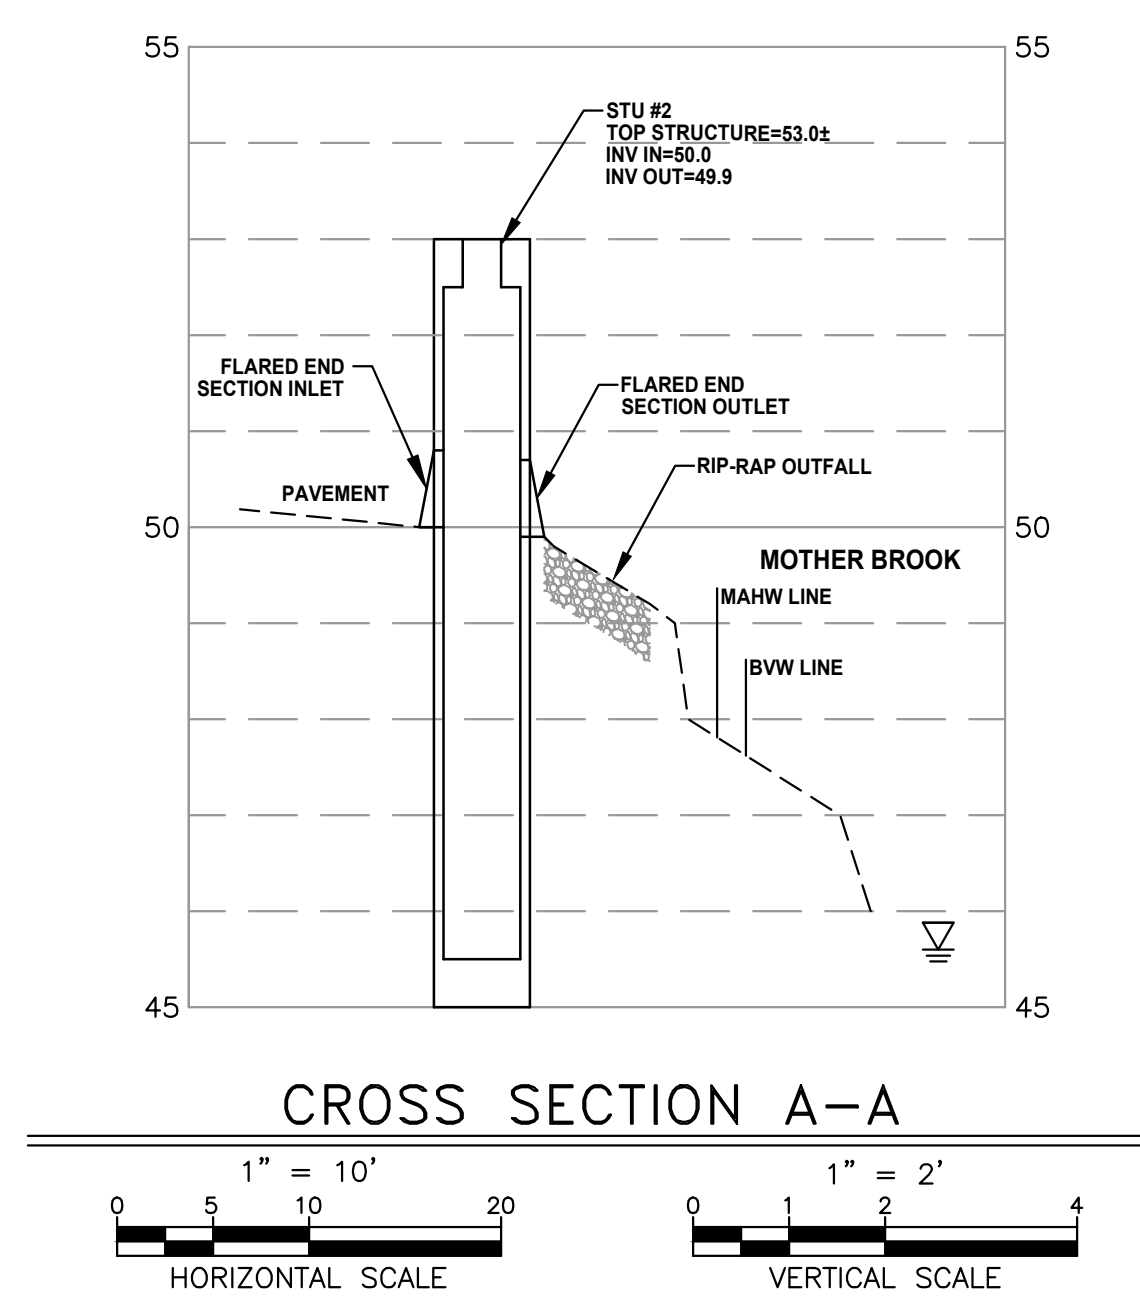 55
55
STU #2
TOP STRUCTURE=53.0±
INV IN=50.0
INV OUT=49.9
FLARED END
SECTION INLET
FLARED END
SECTION OUTLET
RIP-RAP OUTFALL
PAVEMENT
50
50
MOTHER BROOK
MAHW LINE
BVW LINE
45
45
CROSS SECTION A-A
1" = 10'
0 5 10 20
HORIZONTAL SCALE
1" = 2'
0 1 2 4
VERTICAL SCALE